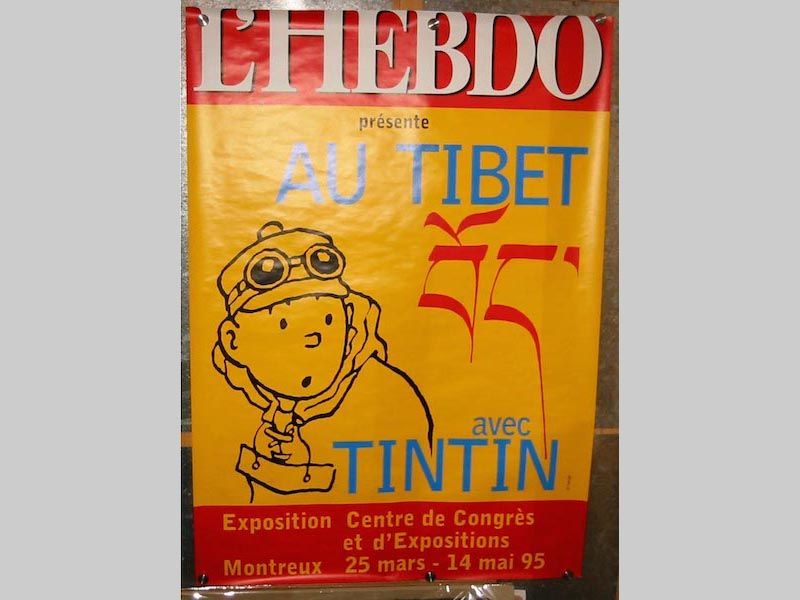 L'HEBDO
présente
AU TIBET
བོད་
avec
TINTIN
Exposition Centre de Congrès
et d'Expositions
Montreux 25 mars - 14 mai 95